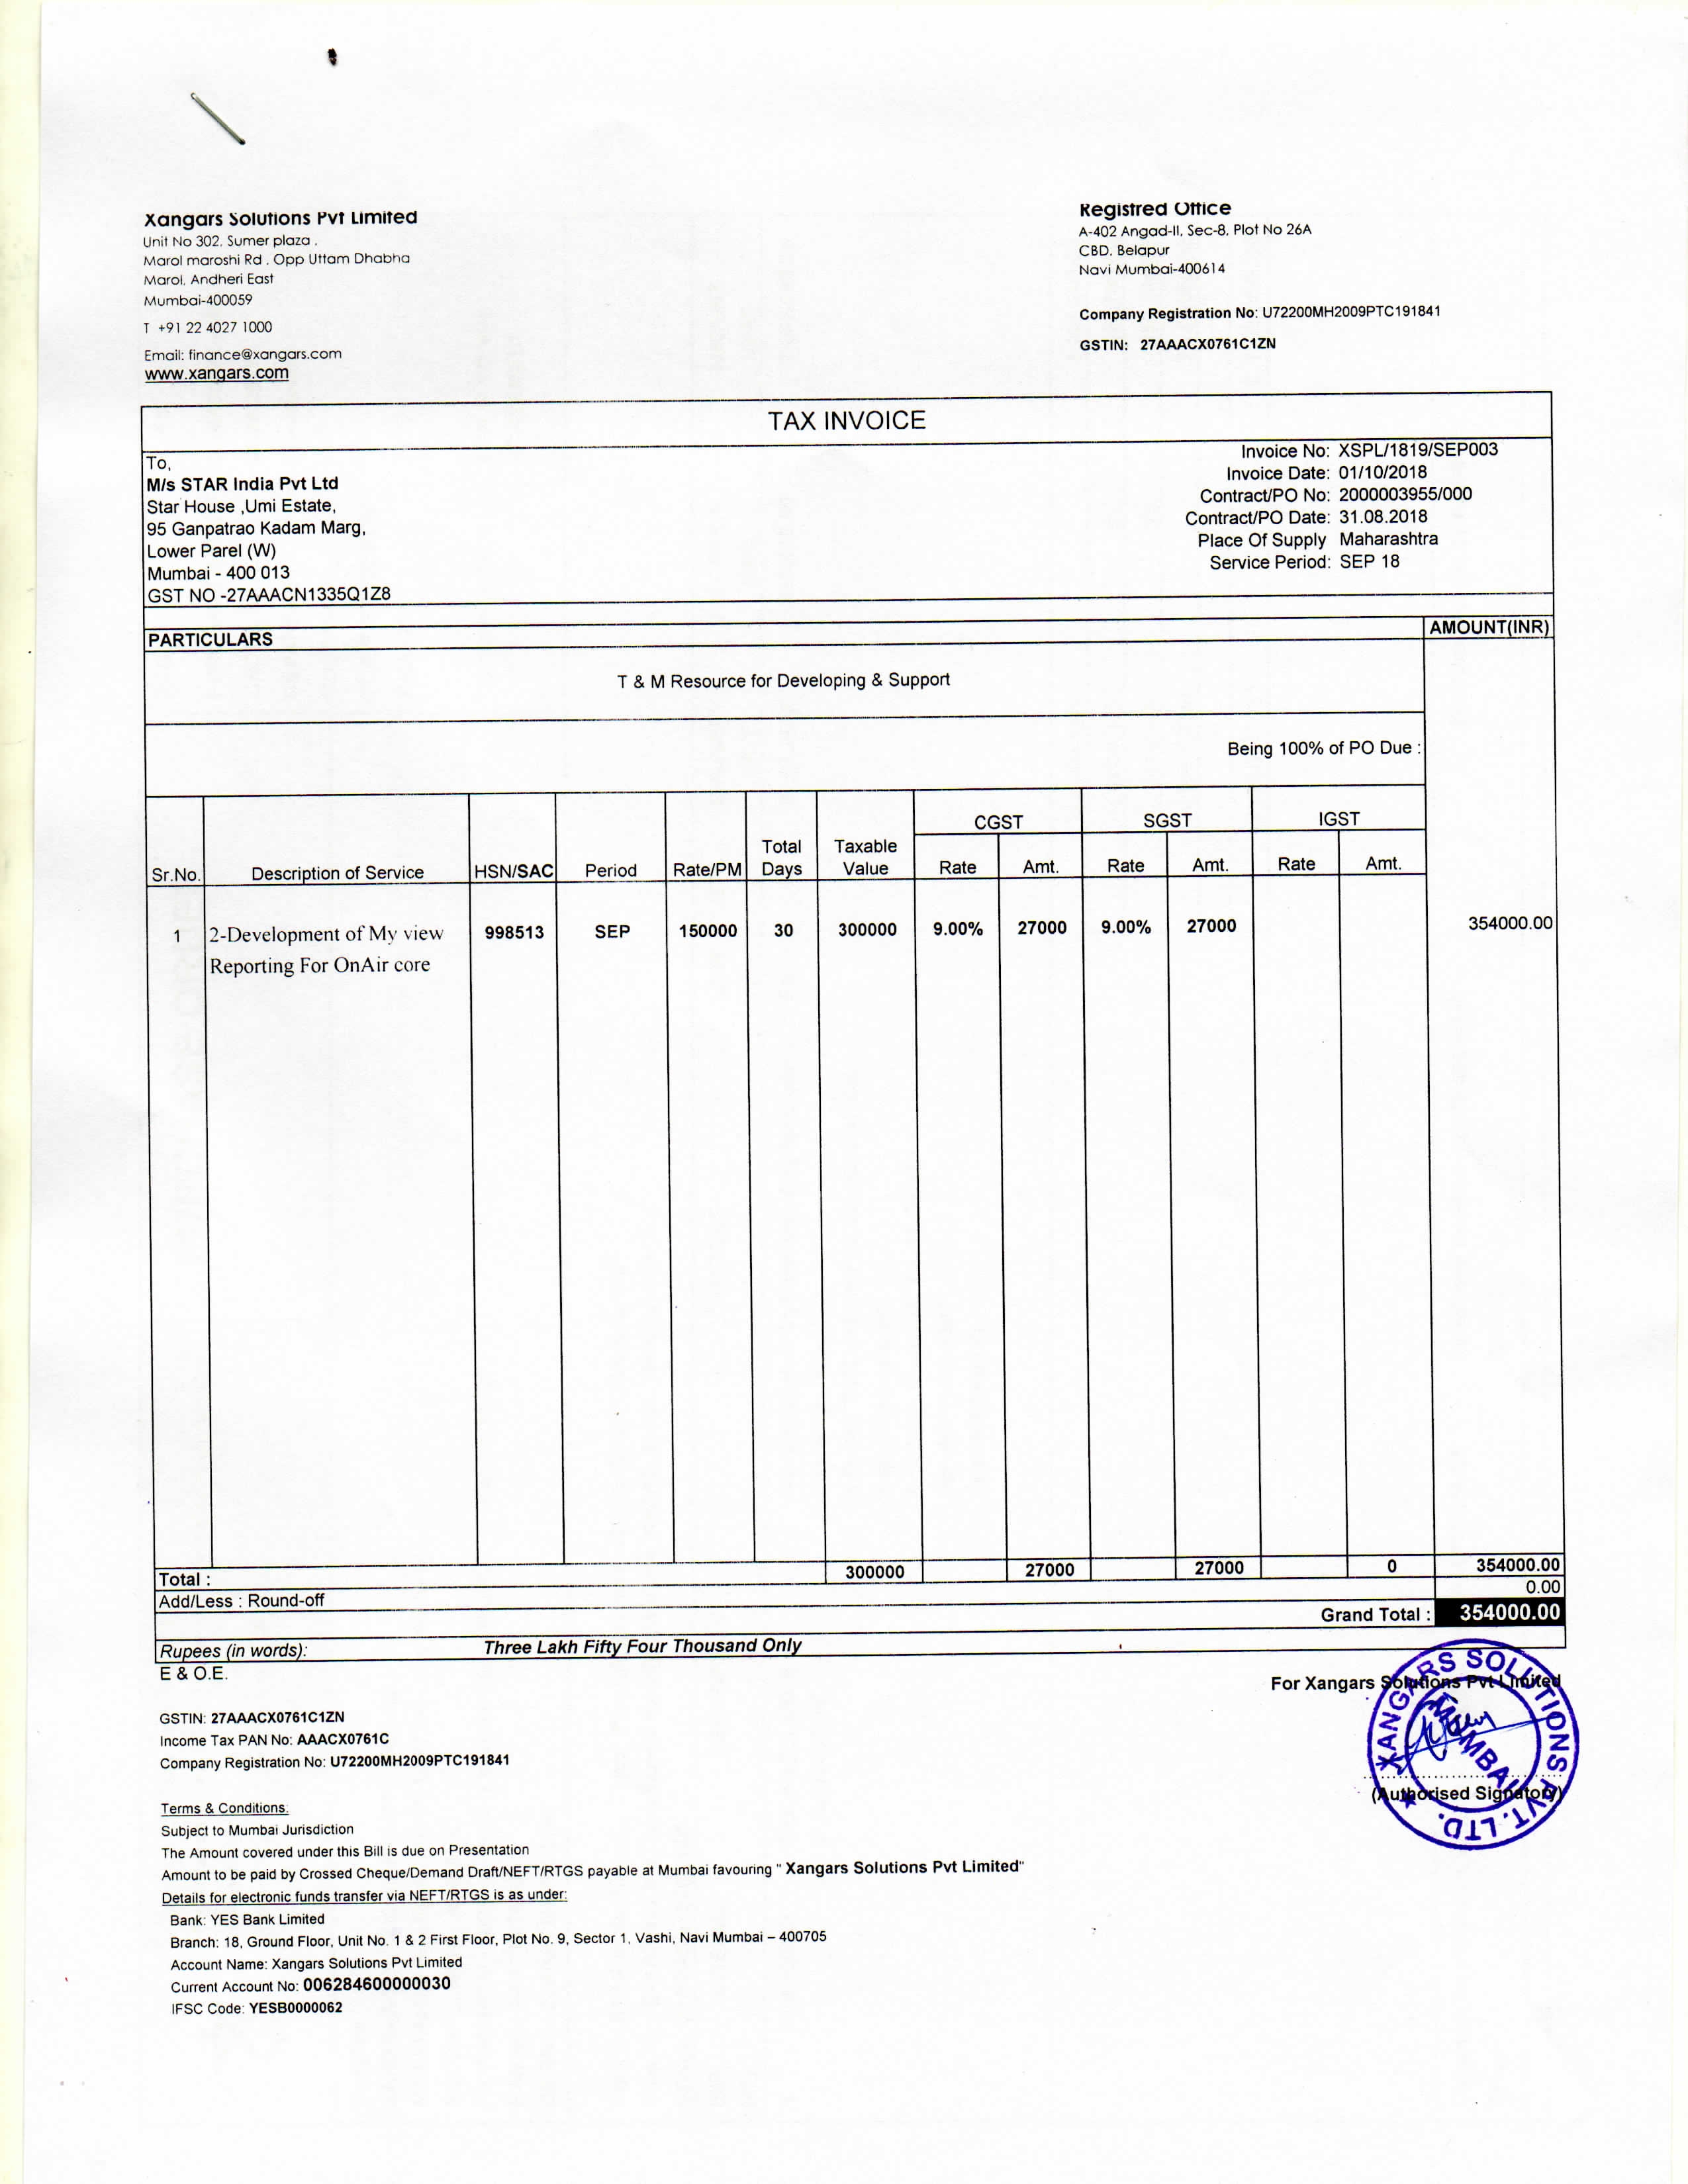 Xangars Solutions Pvt Limited
Unit No 302, Sumer plaza ,
Marol maroshi Rd , Opp Uttam Dhabha
Marol, Andheri East
Mumbai-400059
T +91 22 4027 1000
Email: finance@xangars.com
www.xangars.com
Registred Office
A-402 Angad-II, Sec-8, Plot No 26A
CBD, Belapur
Navi Mumbai-400614
Company Registration No: U72200MH2009PTC191841
GSTIN: 27AAACX0761C1ZN
TAX INVOICE
To,
M/s STAR India Pvt Ltd
Star House ,Umi Estate,
95 Ganpatrao Kadam Marg,
Lower Parel (W)
Mumbai - 400 013
GST NO -27AAACN1335Q1Z8
Invoice No: XSPL/1819/SEP003
Invoice Date: 01/10/2018
Contract/PO No: 2000003955/000
Contract/PO Date: 31.08.2018
Place Of Supply Maharashtra
Service Period: SEP 18
PARTICULARS AMOUNT(INR)
T & M Resource for Developing & Support
Being 100% of PO Due :
CGST SGST IGST
Sr.No. Description of Service HSN/SAC Period Rate/PM Total Days Taxable Value Rate Amt. Rate Amt. Rate Amt.
1 2-Development of My view 998513 SEP 150000 30 300000 9.00% 27000 9.00% 27000 354000.00
Reporting For OnAir core
Total : 300000 27000 27000 0 354000.00
Add/Less : Round-off 0.00
Grand Total : 354000.00
Rupees (in words): Three Lakh Fifty Four Thousand Only
E & O.E.
For Xangars Solutions Pvt Limited
XANGARS SOLUTIONS PVT. LTD.
MUMBAI
(Authorised Signatory)
GSTIN: 27AAACX0761C1ZN
Income Tax PAN No: AAACX0761C
Company Registration No: U72200MH2009PTC191841
Terms & Conditions.
Subject to Mumbai Jurisdiction
The Amount covered under this Bill is due on Presentation
Amount to be paid by Crossed Cheque/Demand Draft/NEFT/RTGS payable at Mumbai favouring " Xangars Solutions Pvt Limited"
Details for electronic funds transfer via NEFT/RTGS is as under:
Bank: YES Bank Limited
Branch: 18, Ground Floor, Unit No. 1 & 2 First Floor, Plot No. 9, Sector 1, Vashi, Navi Mumbai – 400705
Account Name: Xangars Solutions Pvt Limited
Current Account No: 006284600000030
IFSC Code: YESB0000062